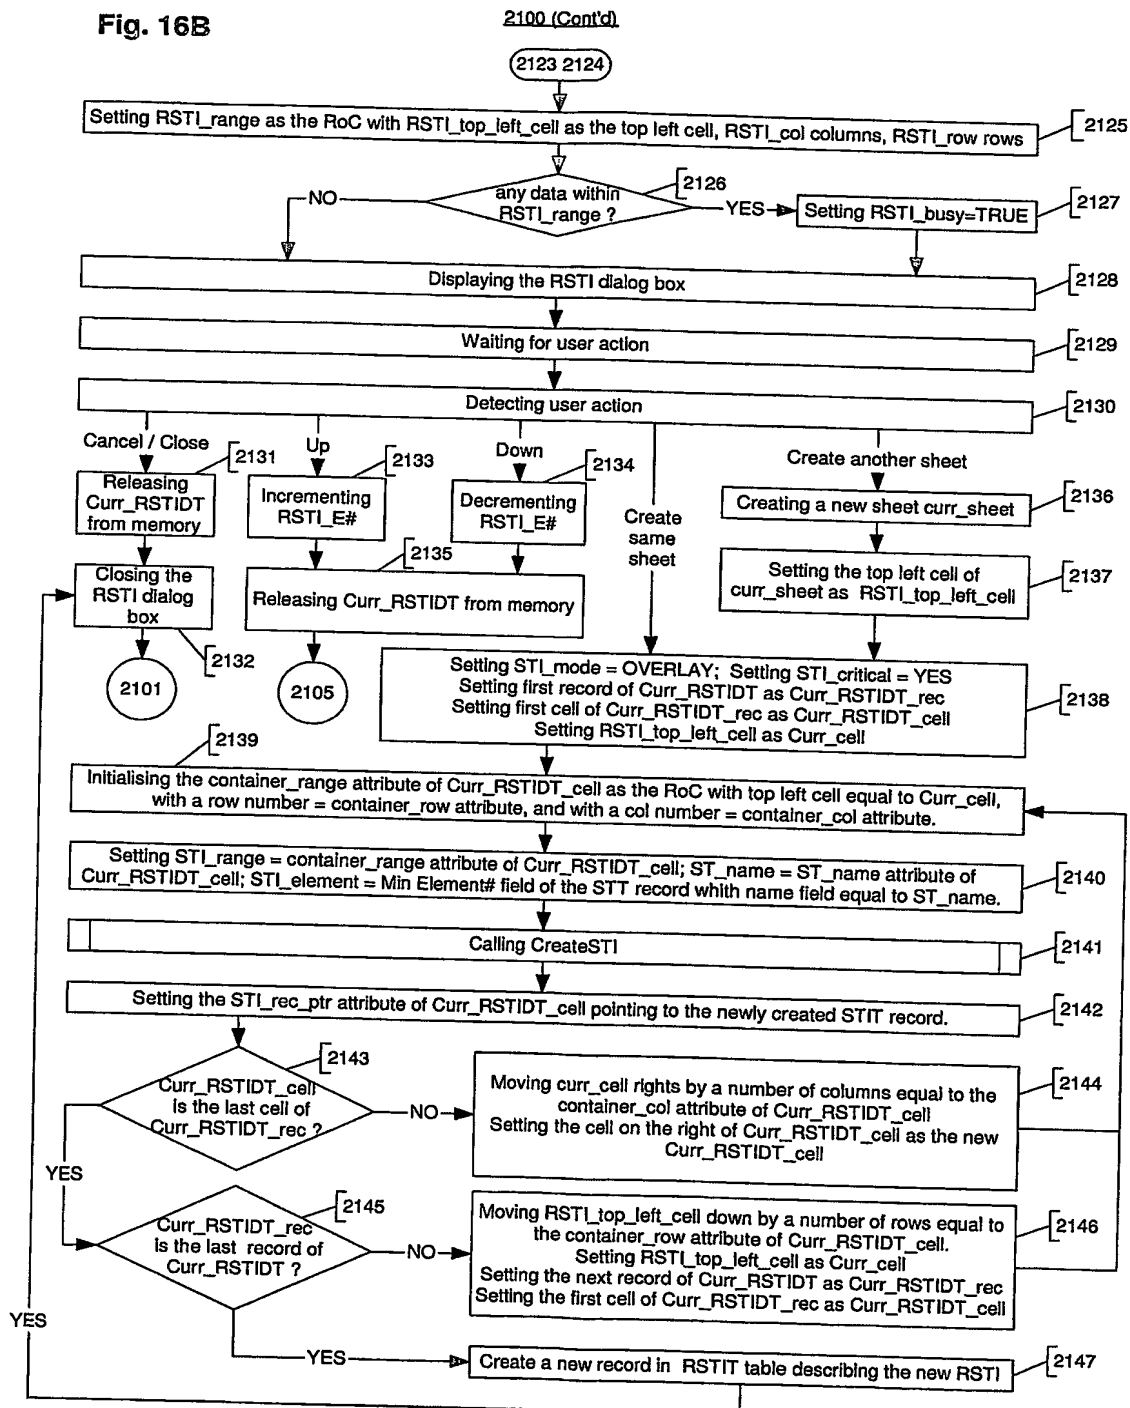 Fig. 16B
2100 (Cont'd)
2123 2124
Setting RSTI_range as the RoC with RSTI_top_left_cell as the top left cell, RSTI_col columns, RSTI_row rows
2125
any data within
RSTI_range ?
2126
NO
YES
Setting RSTI_busy=TRUE
2127
Displaying the RSTI dialog box
2128
Waiting for user action
2129
Detecting user action
2130
Cancel / Close
Up
Down
Create
same
sheet
Create another sheet
2131
Releasing
Curr_RSTIDT
from memory
2133
Incrementing
RSTI_E#
2134
Decrementing
RSTI_E#
2136
Creating a new sheet curr_sheet
2135
Releasing Curr_RSTIDT from memory
2137
Setting the top left cell of
curr_sheet as RSTI_top_left_cell
Closing the
RSTI dialog
box
2132
2101
2105
Setting STI_mode = OVERLAY; Setting STI_critical = YES
Setting first record of Curr_RSTIDT as Curr_RSTIDT_rec
Setting first cell of Curr_RSTIDT_rec as Curr_RSTIDT_cell
Setting RSTI_top_left_cell as Curr_cell
2138
2139
Initialising the container_range attribute of Curr_RSTIDT_cell as the RoC with top left cell equal to Curr_cell,
with a row number = container_row attribute, and with a col number = container_col attribute.
Setting STI_range = container_range attribute of Curr_RSTIDT_cell; ST_name = ST_name attribute of
Curr_RSTIDT_cell; STI_element = Min Element# field of the STT record whith name field equal to ST_name.
2140
Calling CreateSTI
2141
Setting the STI_rec_ptr attribute of Curr_RSTIDT_cell pointing to the newly created STIT record.
2142
2143
Curr_RSTIDT_cell
is the last cell of
Curr_RSTIDT_rec ?
NO
YES
Moving curr_cell rights by a number of columns equal to the
container_col attribute of Curr_RSTIDT_cell
Setting the cell on the right of Curr_RSTIDT_cell as the new
Curr_RSTIDT_cell
2144
2145
Curr_RSTIDT_rec
is the last record of
Curr_RSTIDT ?
NO
Moving RSTI_top_left_cell down by a number of rows equal to
the container_row attribute of Curr_RSTIDT_cell.
Setting RSTI_top_left_cell as Curr_cell
Setting the next record of Curr_RSTIDT as Curr_RSTIDT_rec
Setting the first cell of Curr_RSTIDT_rec as Curr_RSTIDT_cell
2146
YES
YES
Create a new record in RSTIT table describing the new RSTI
2147